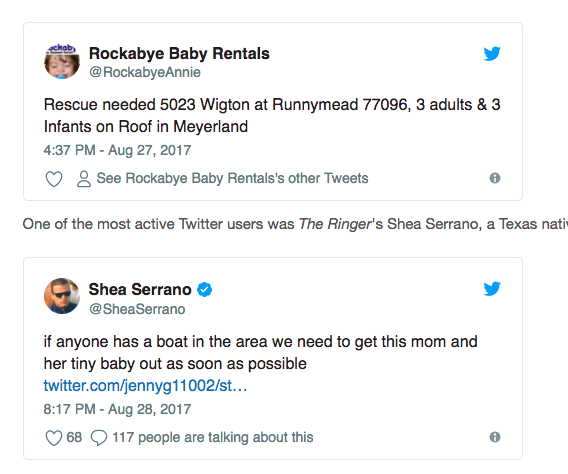 Rockabye Baby Rentals
@RockabyeAnnie
Rescue needed 5023 Wigton at Runnymead 77096, 3 adults & 3
Infants on Roof in Meyerland
4:37 PM - Aug 27, 2017
See Rockabye Baby Rentals's other Tweets
One of the most active Twitter users was The Ringer's Shea Serrano, a Texas nati
Shea Serrano
@SheaSerrano
if anyone has a boat in the area we need to get this mom and
her tiny baby out as soon as possible
twitter.com/jennyg11002/st…
8:17 PM - Aug 28, 2017
68 117 people are talking about this